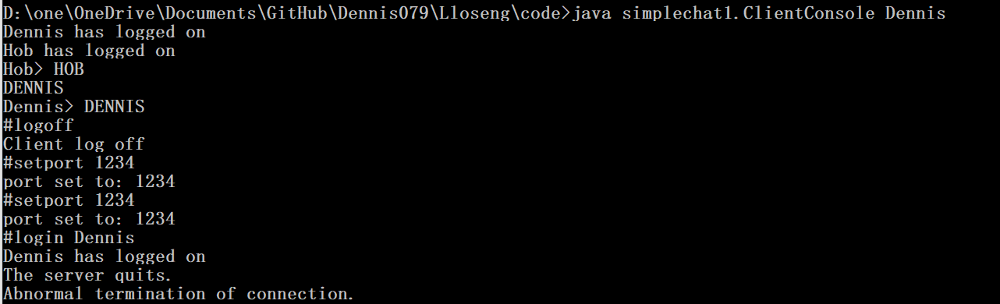 D:\one\OneDrive\Documents\GitHub\Dennis079\Lloseng\code>java simplechat1.ClientConsole Dennis
Dennis has logged on
Hob has logged on
Hob> HOB
DENNIS
Dennis> DENNIS
#logoff
Client log off
#setport 1234
port set to: 1234
#setport 1234
port set to: 1234
#login Dennis
Dennis has logged on
The server quits.
Abnormal termination of connection.